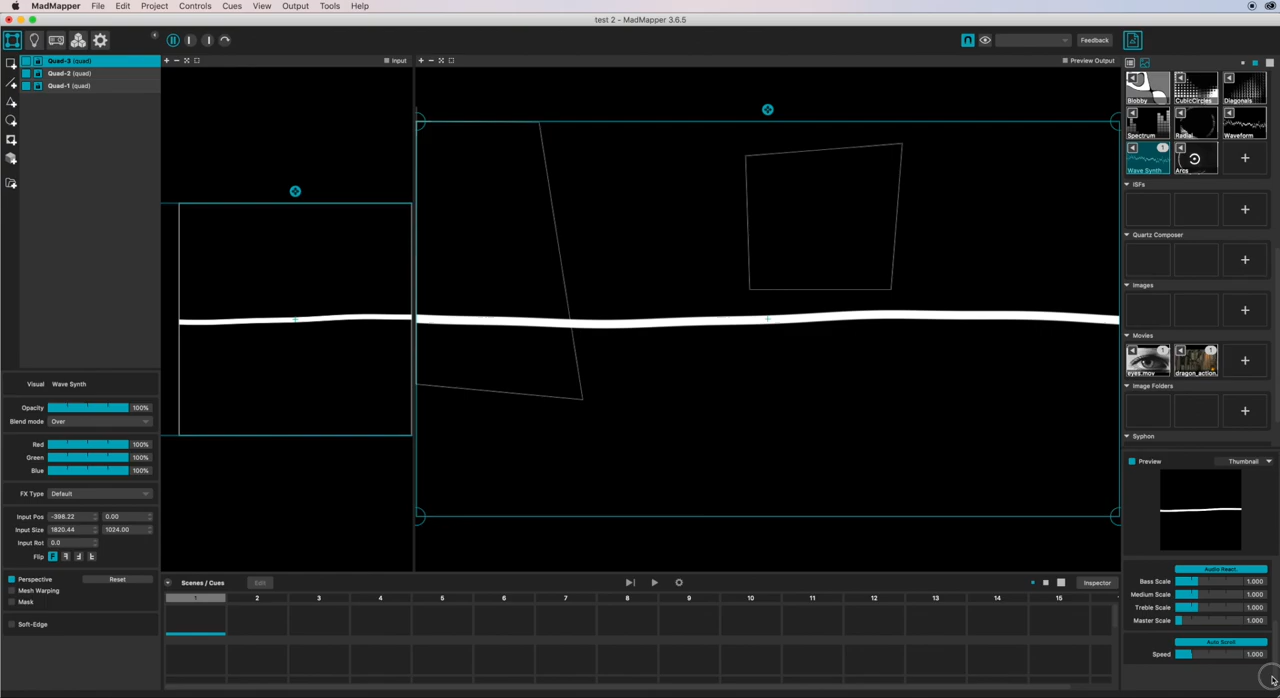 MadMapper File Edit Project Controls Cues View Output Tools Help
test 2 - MadMapper 3.6.5
Feedback
Quad-3 (quad)
Quad-2 (quad)
Quad-1 (quad)
Input
Preview Output
Blobby CubicCircles Diagonals
Spectrum Radial Waveform
Wave Synth 1 Arcs
ISFs
Quartz Composer
Images
Movies
eyes.mov 1 dragon_action. 1
Image Folders
Syphon
Preview Thumbnail
Audio React.
Bass Scale 1.000
Medium Scale 1.000
Treble Scale 1.000
Master Scale 1.000
Auto Scroll
Speed 1.000
Visual Wave Synth
Opacity 100%
Blend mode Over
Red 100%
Green 100%
Blue 100%
FX Type Default
Input Pos -398.22 0.00
Input Size 1820.44 1024.00
Input Rot 0.0
Flip
Perspective Reset
Mesh Warping
Mask
Soft-Edge
Scenes / Cues Edit
Inspector
1 2 3 4 5 6 7 8 9 10 11 12 13 14 15